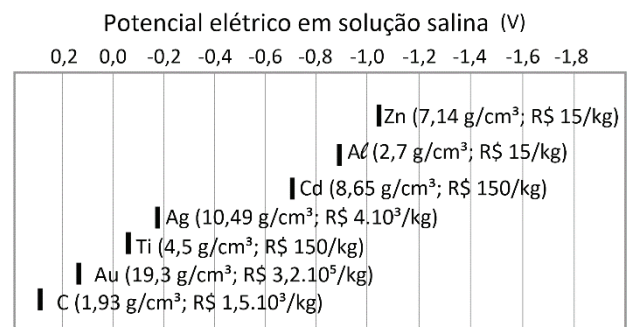 Potencial elétrico em solução salina (V)
0,2 0,0 -0,2 -0,4 -0,6 -0,8 -1,0 -1,2 -1,4 -1,6 -1,8
Zn (7,14 g/cm³; R$ 15/kg)
Aℓ (2,7 g/cm³; R$ 15/kg)
Cd (8,65 g/cm³; R$ 150/kg)
Ag (10,49 g/cm³; R$ 4.10³/kg)
Ti (4,5 g/cm³; R$ 150/kg)
Au (19,3 g/cm³; R$ 3,2.10⁵/kg)
C (1,93 g/cm³; R$ 1,5.10³/kg)